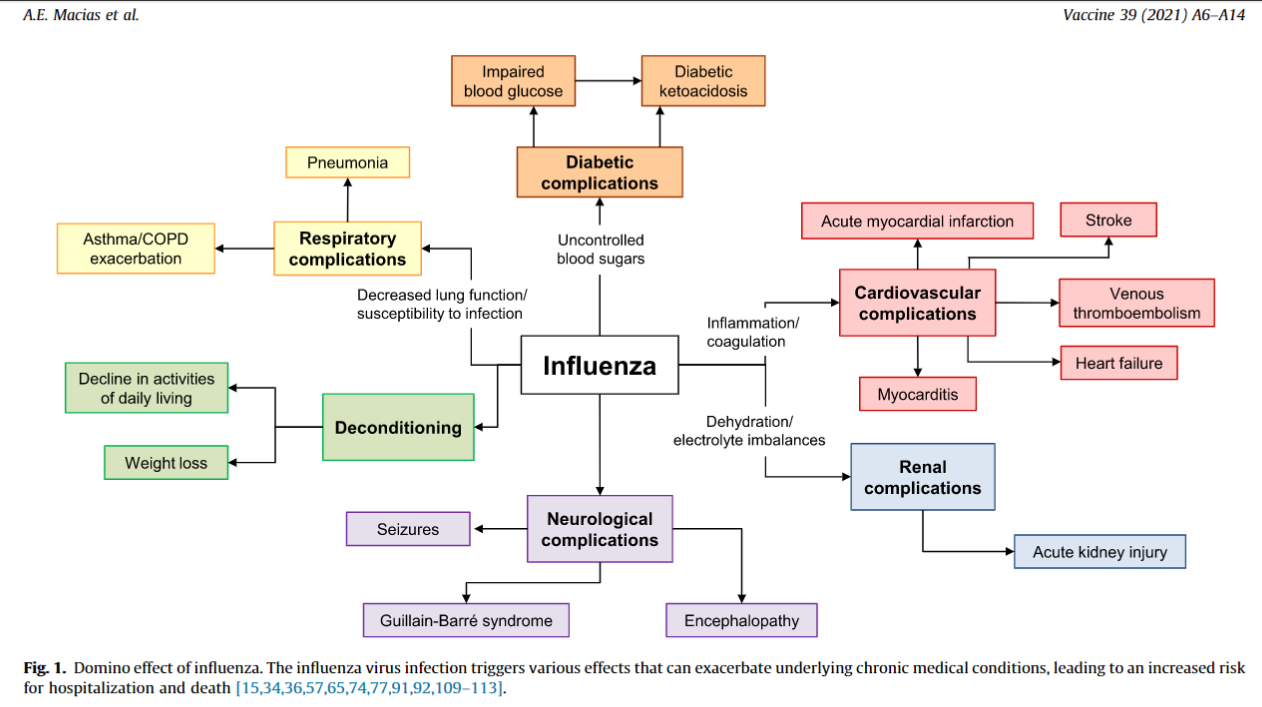 A.E. Macias et al.
Vaccine 39 (2021) A6–A14
Impaired
blood glucose
Diabetic
ketoacidosis
Diabetic
complications
Pneumonia
Asthma/COPD
exacerbation
Respiratory
complications
Uncontrolled
blood sugars
Decreased lung function/
susceptibility to infection
Acute myocardial infarction
Stroke
Cardiovascular
complications
Venous
thromboembolism
Inflammation/
coagulation
Heart failure
Myocarditis
Influenza
Decline in activities
of daily living
Deconditioning
Weight loss
Dehydration/
electrolyte imbalances
Renal
complications
Acute kidney injury
Neurological
complications
Seizures
Guillain-Barré syndrome
Encephalopathy
Fig. 1. Domino effect of influenza. The influenza virus infection triggers various effects that can exacerbate underlying chronic medical conditions, leading to an increased risk
for hospitalization and death [15,34,36,57,65,74,77,91,92,109–113].